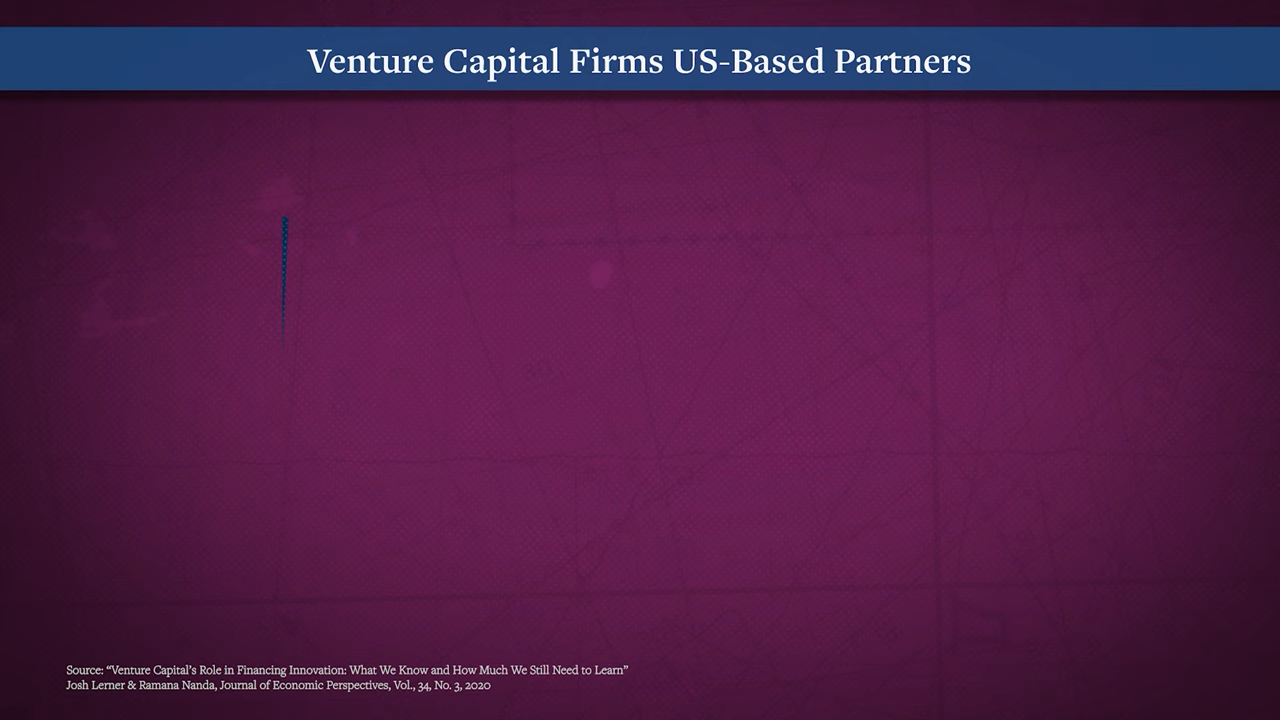 Venture Capital Firms US-Based Partners
Source: “Venture Capital’s Role in Financing Innovation: What We Know and How Much We Still Need to Learn”
Josh Lerner & Ramana Nanda, Journal of Economic Perspectives, Vol., 34, No. 3, 2020